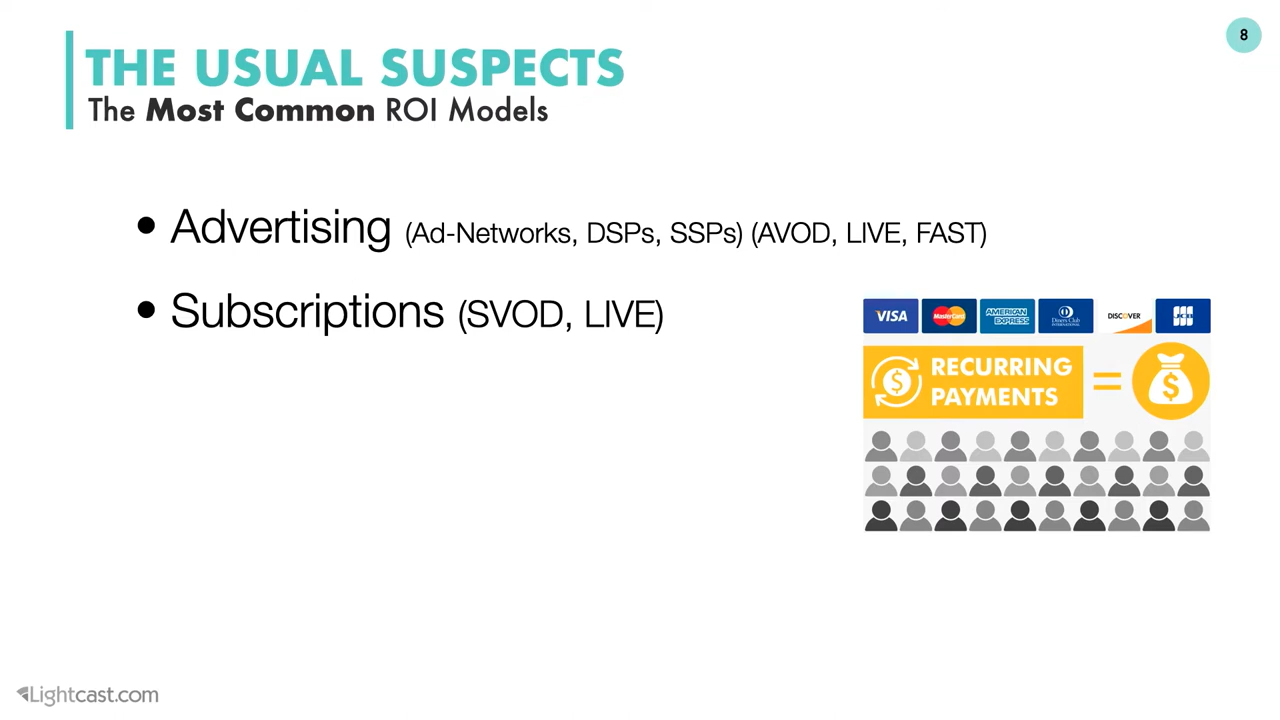 8
THE USUAL SUSPECTS
The Most Common ROI Models
• Advertising (Ad-Networks, DSPs, SSPs) (AVOD, LIVE, FAST)
• Subscriptions (SVOD, LIVE)
VISA MasterCard AMERICAN EXPRESS Diners Club INTERNATIONAL DISCOVER JCB
$ RECURRING PAYMENTS = $
Lightcast.com